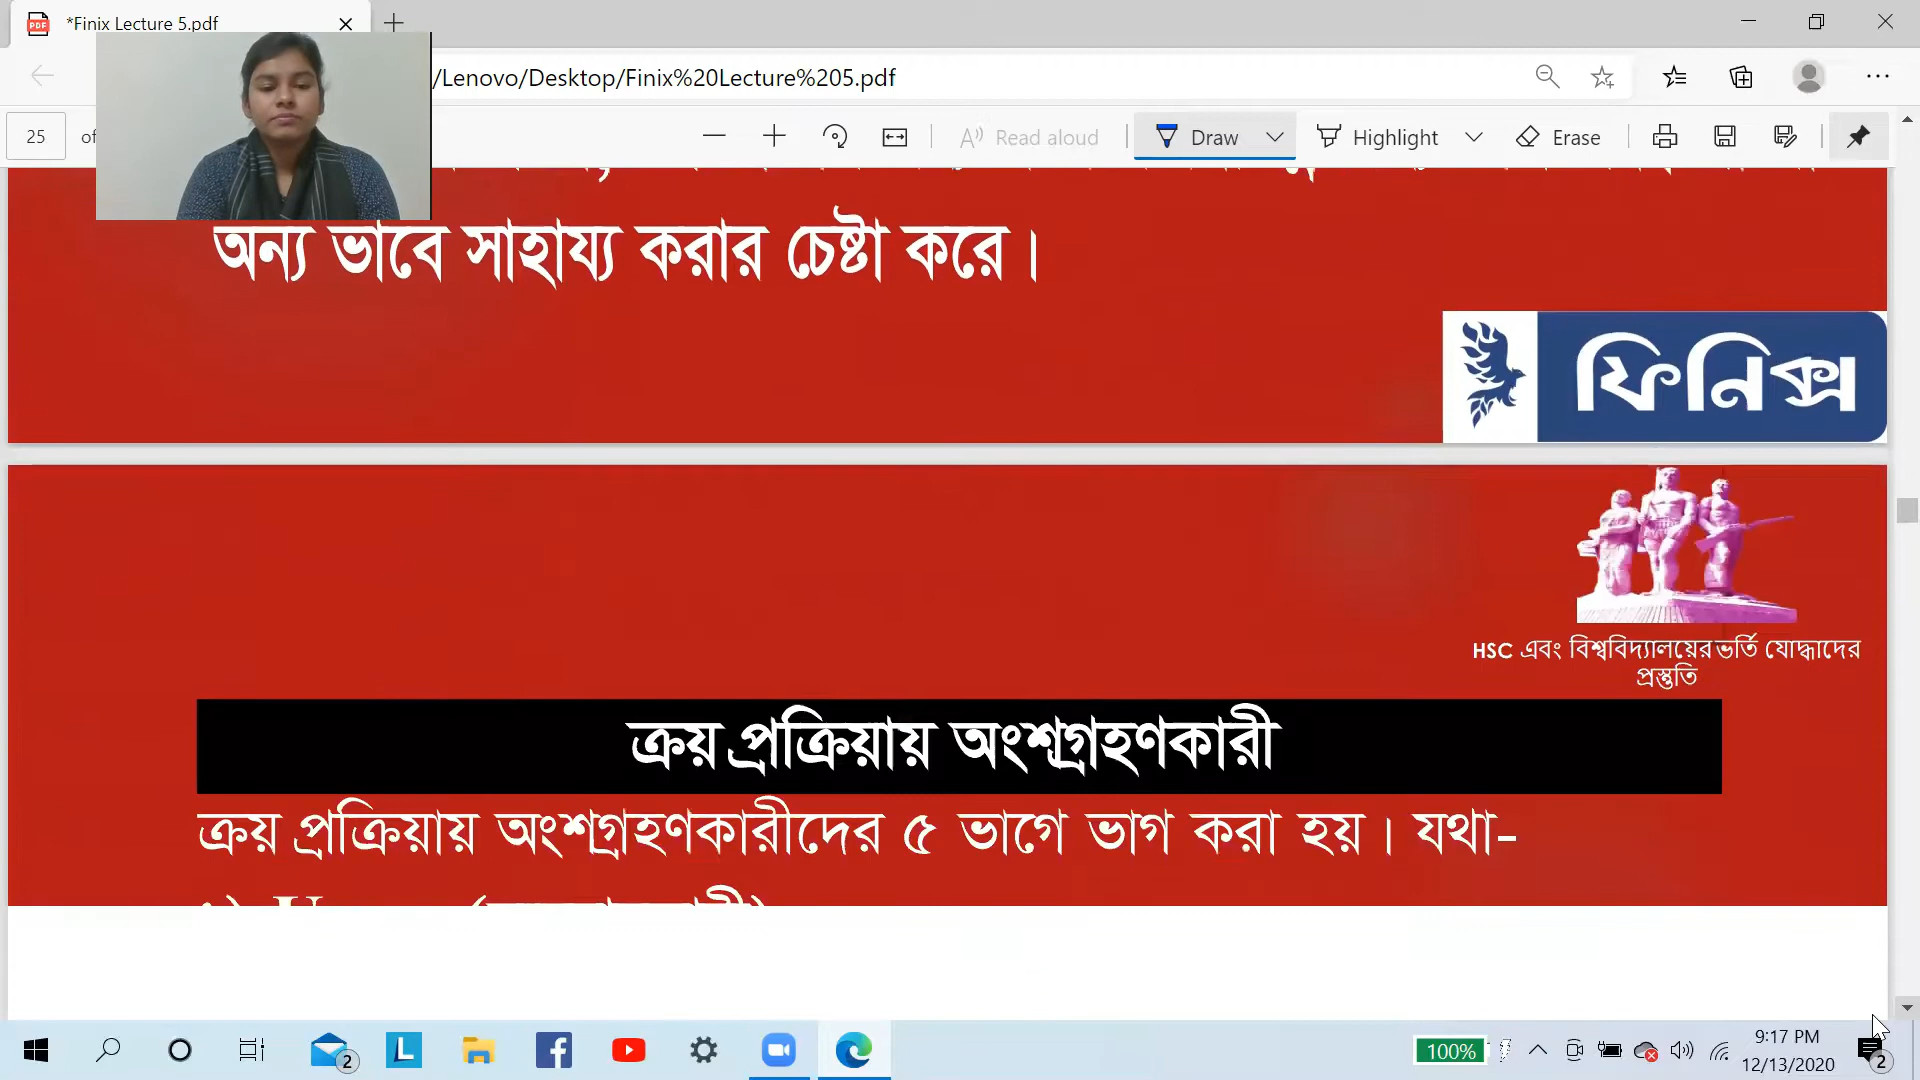 *Finix Lecture 5.pdf
/Lenovo/Desktop/Finix%20Lecture%205.pdf
25 of
Read aloud
Draw
Highlight
Erase
অন্য ভাবে সাহায্য করার চেষ্টা করে।
ফিনিক্স
HSC এবং বিশ্ববিদ্যালয়ের ভর্তি যোদ্ধাদের
প্রস্তুতি
ক্রয় প্রক্রিয়ায় অংশগ্রহণকারী
ক্রয় প্রক্রিয়ায় অংশগ্রহণকারীদের ৫ ভাগে ভাগ করা হয়। যথা-
2
L
100%
9:17 PM
12/13/2020
2